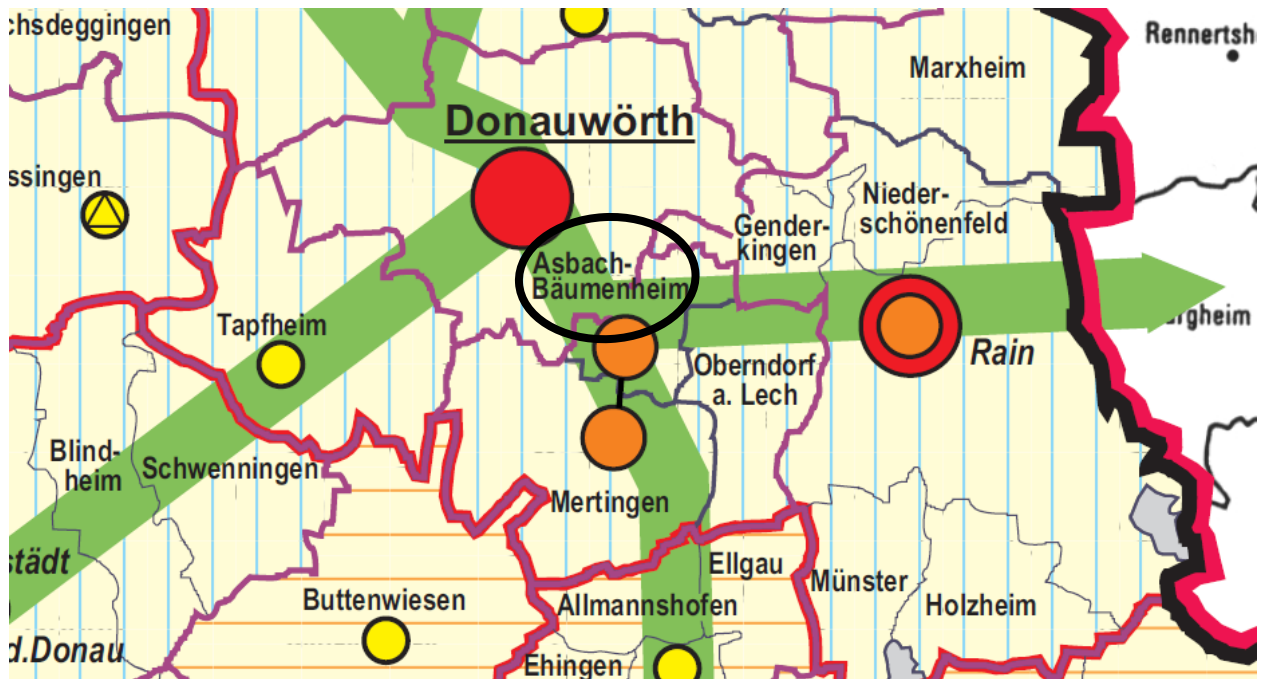 chsdeggingen
Rennertsh
Marxheim
Donauwörth
ssingen
Nieder-
schönenfeld
Gender-
kingen
Asbach-
Bäumenheim
Tapfheim
urgheim
Rain
Oberndorf
a. Lech
Blind-
heim
Schwenningen
Mertingen
städt
Ellgau
Münster
Buttenwiesen
Allmannshofen
Holzheim
d.Donau
Ehingen